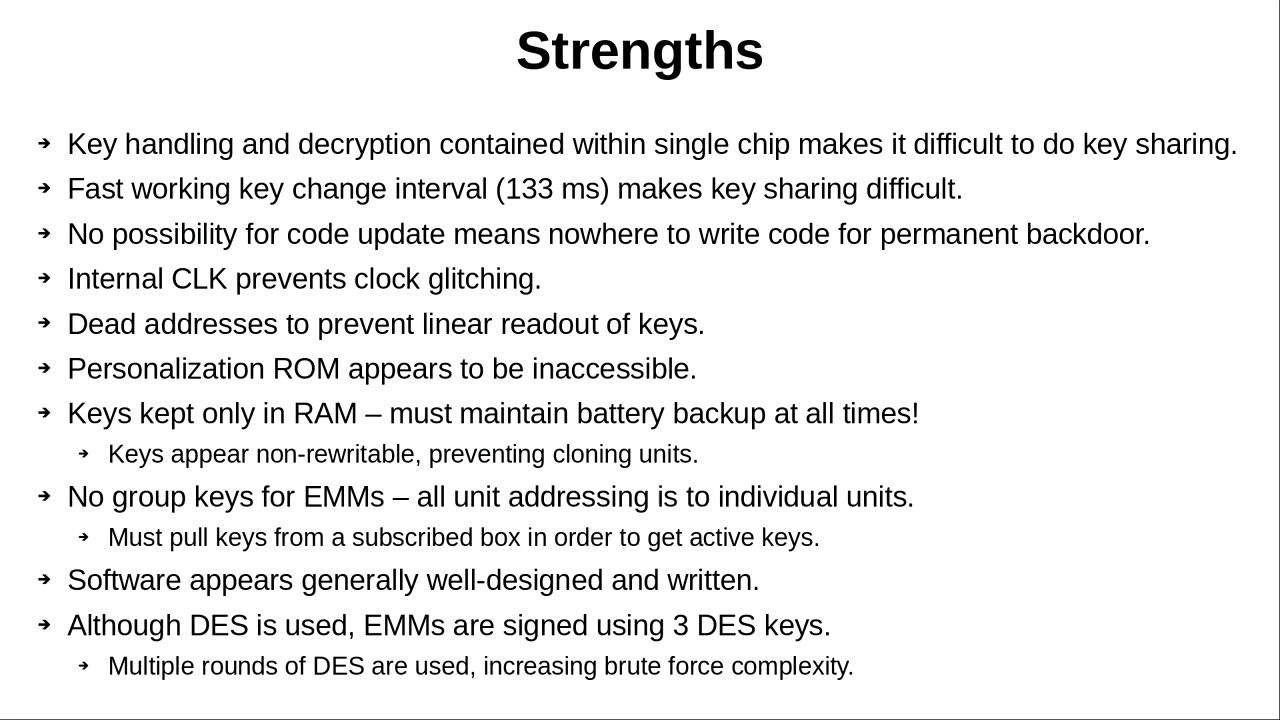 Strengths
➔ Key handling and decryption contained within single chip makes it difficult to do key sharing.
➔ Fast working key change interval (133 ms) makes key sharing difficult.
➔ No possibility for code update means nowhere to write code for permanent backdoor.
➔ Internal CLK prevents clock glitching.
➔ Dead addresses to prevent linear readout of keys.
➔ Personalization ROM appears to be inaccessible.
➔ Keys kept only in RAM – must maintain battery backup at all times!
➔ Keys appear non-rewritable, preventing cloning units.
➔ No group keys for EMMs – all unit addressing is to individual units.
➔ Must pull keys from a subscribed box in order to get active keys.
➔ Software appears generally well-designed and written.
➔ Although DES is used, EMMs are signed using 3 DES keys.
➔ Multiple rounds of DES are used, increasing brute force complexity.